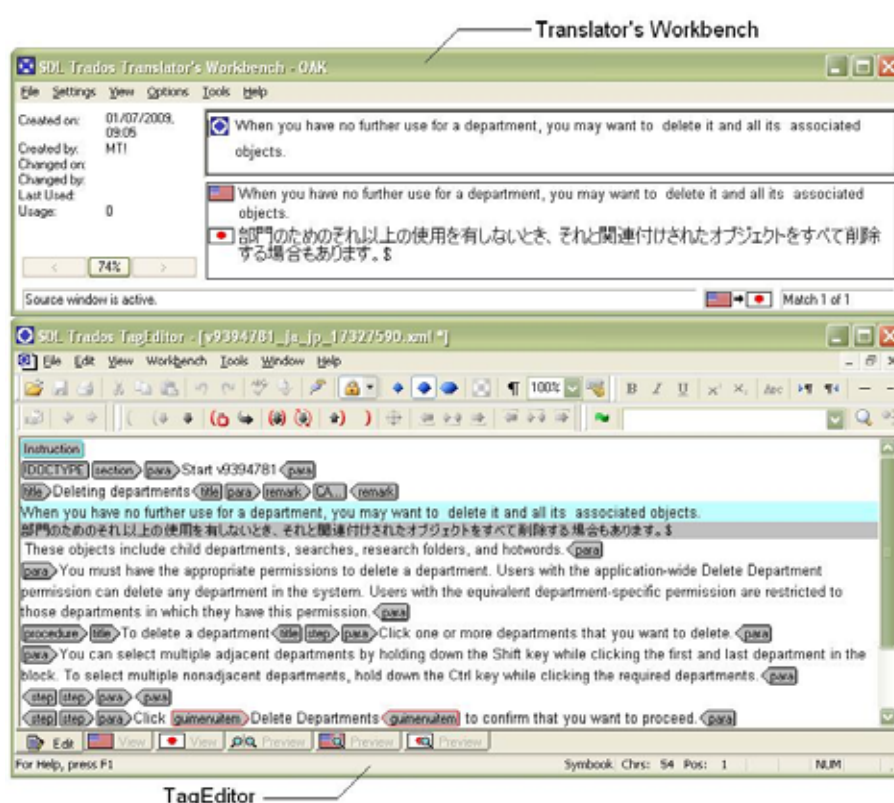 Translator's Workbench
SDL Trados Translator's Workbench - OAK
File Settings View Options Tools Help
Created on: 01/07/2009, 09:05
Created by: MT!
Changed on:
Changed by:
Last Used:
Usage: 0
When you have no further use for a department, you may want to delete it and all its associated
objects.
When you have no further use for a department, you may want to delete it and all its associated
objects.
部門のためのそれ以上の使用を有しないとき、それと関連付けされたオブジェクトをすべて削除
する場合もあります。$
< 74% >
Source window is active.
Match 1 of 1
SDL Trados TagEditor - [v9394781_ja_jp_17327590.xml *]
File Edit View Workbench Tools Window Help
100% B I U x² X, Abc
Instruction
!DOCTYPE section para Start v9394781 para
title Deleting departments title para remark CA... remark
When you have no further use for a department, you may want to delete it and all its associated objects.
部門のためのそれ以上の使用を有しないとき、それと関連付けされたオブジェクトをすべて削除する場合もあります。$
These objects include child departments, searches, research folders, and hotwords. para
para You must have the appropriate permissions to delete a department. Users with the application-wide Delete Department
permission can delete any department in the system. Users with the equivalent department-specific permission are restricted to
those departments in which they have this permission. para
procedure title To delete a department title step para Click one or more departments that you want to delete. para
para You can select multiple adjacent departments by holding down the Shift key while clicking the first and last department in the
block. To select multiple nonadjacent departments, hold down the Ctrl key while clicking the required departments. para
step step para para
step step para Click guimenuitem Delete Departments guimenuitem to confirm that you want to proceed. para
Edit View View Preview Preview Preview
For Help, press F1
Symbook Chrs: 54 Pos: 1 NUM
TagEditor